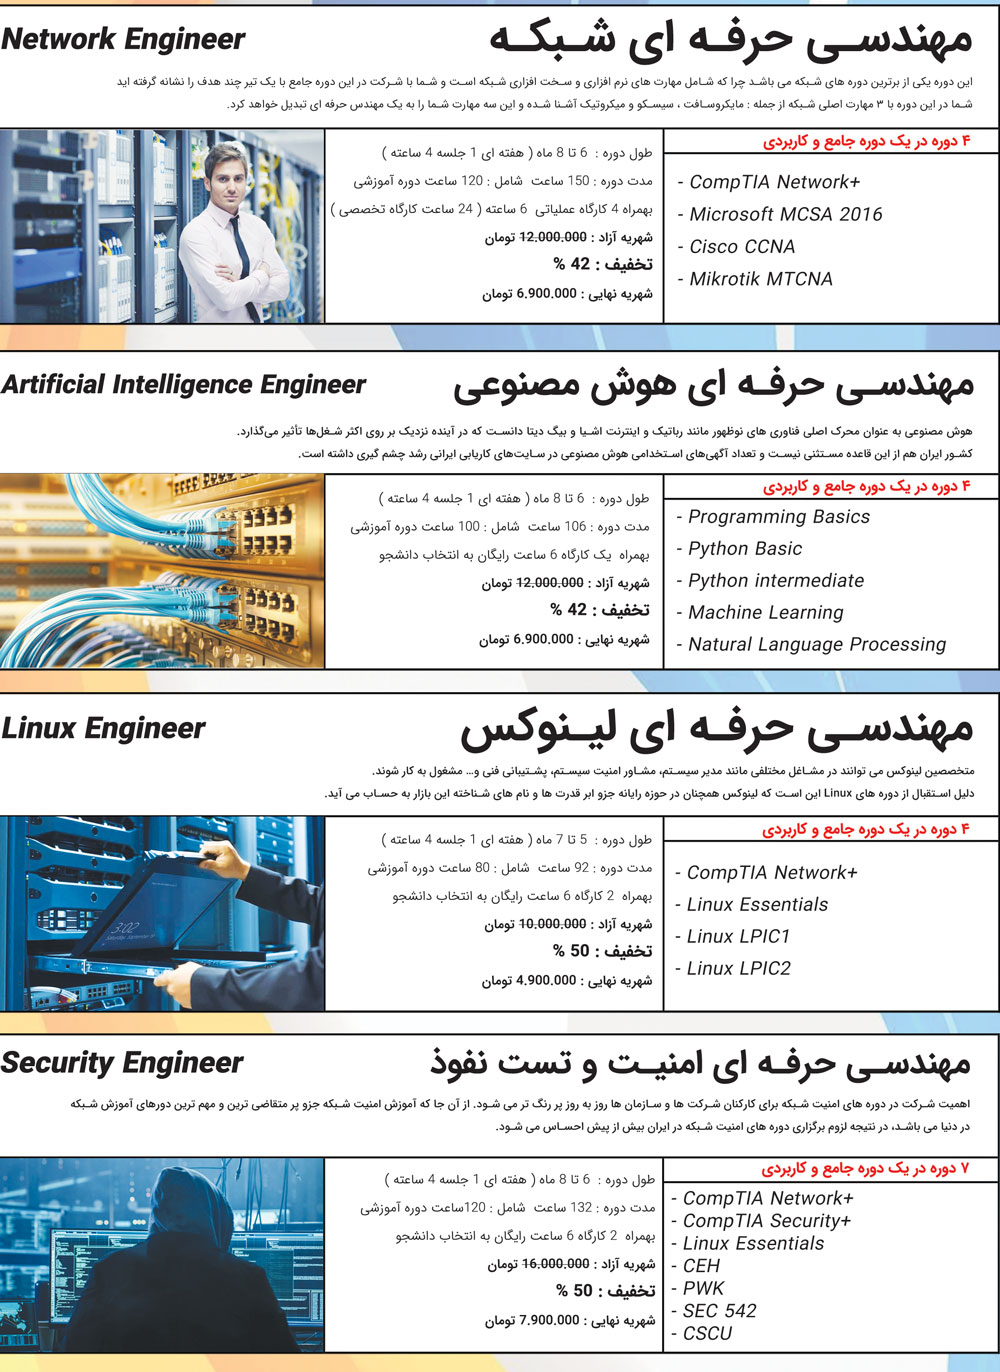 مهندسی حرفه ای شبکه
Network Engineer
این دوره یکی از برترین دوره های شبکه می باشد چرا که شامل مهارت های نرم افزاری و سخت افزاری شبکه است و شما با شرکت در این دوره جامع با یک تیر چند هدف را نشانه گرفته اید
شما در این دوره با ۳ مهارت اصلی شبکه از جمله : مایکروسافت ، سیسکو و میکروتیک آشنا شده و این سه مهارت شما را به یک مهندس حرفه ای تبدیل خواهد کرد.
۴ دوره در یک دوره جامع و کاربردی
- CompTIA Network+
- Microsoft MCSA 2016
- Cisco CCNA
- Mikrotik MTCNA
طول دوره : 6 تا 8 ماه ( هفته ای 1 جلسه 4 ساعته )
مدت دوره : 150 ساعت شامل : 120 ساعت دوره آموزشی
بهمراه 4 کارگاه عملیاتی 6 ساعته ( 24 ساعت کارگاه تخصصی )
شهریه آزاد : 12.000.000 تومان
تخفیف : 42 %
شهریه نهایی : 6.900.000 تومان
مهندسی حرفه ای هوش مصنوعی
Artificial Intelligence Engineer
هوش مصنوعی به عنوان محرک اصلی فناوری های نوظهور مانند رباتیک و اینترنت اشیا و بیگ دیتا دانست که در آینده نزدیک بر روی اکثر شغل‌ها تأثیر می‌گذارد.
کشور ایران هم از این قاعده مستثنی نیست و تعداد آگهی‌های استخدامی هوش مصنوعی در سایت‌های کاریابی ایرانی رشد چشم گیری داشته است.
۴ دوره در یک دوره جامع و کاربردی
- Programming Basics
- Python Basic
- Python intermediate
- Machine Learning
- Natural Language Processing
طول دوره : 6 تا 8 ماه ( هفته ای 1 جلسه 4 ساعته )
مدت دوره : 106 ساعت شامل : 100 ساعت دوره آموزشی
بهمراه یک کارگاه 6 ساعت رایگان به انتخاب دانشجو
شهریه آزاد : 12.000.000 تومان
تخفیف : 42 %
شهریه نهایی : 6.900.000 تومان
مهندسی حرفه ای لینوکس
Linux Engineer
متخصصین لینوکس می توانند در مشاغل مختلفی مانند مدیر سیستم، مشاور امنیت سیستم، پشتیبانی فنی و... مشغول به کار شوند.
دلیل استقبال از دوره های Linux این است که لینوکس همچنان در حوزه رایانه جزو ابر قدرت ها و نام های شناخته این بازار به حساب می آید.
۴ دوره در یک دوره جامع و کاربردی
- CompTIA Network+
- Linux Essentials
- Linux LPIC1
- Linux LPIC2
طول دوره : 5 تا 7 ماه ( هفته ای 1 جلسه 4 ساعته )
مدت دوره : 92 ساعت شامل : 80 ساعت دوره آموزشی
بهمراه 2 کارگاه 6 ساعت رایگان به انتخاب دانشجو
شهریه آزاد : 10.000.000 تومان
تخفیف : 50 %
شهریه نهایی : 4.900.000 تومان
3:02
مهندسی حرفه ای امنیت و تست نفوذ
Security Engineer
اهمیت شرکت در دوره های امنیت شبکه برای کارکنان شرکت ها و سازمان ها روز به روز پر رنگ تر می شود. از آن جا که آموزش امنیت شبکه جزو پر متقاضی ترین و مهم ترین دورهای آموزش شبکه
در دنیا می باشد، در نتیجه لزوم برگزاری دوره های امنیت شبکه در ایران بیش از پیش احساس می شود.
۷ دوره در یک دوره جامع و کاربردی
- CompTIA Network+
- CompTIA Security+
- Linux Essentials
- CEH
- PWK
- SEC 542
- CSCU
طول دوره : 6 تا 8 ماه ( هفته ای 1 جلسه 4 ساعته )
مدت دوره : 132 ساعت شامل : 120ساعت دوره آموزشی
بهمراه 2 کارگاه 6 ساعت رایگان به انتخاب دانشجو
شهریه آزاد : 16.000.000 تومان
تخفیف : 50 %
شهریه نهایی : 7.900.000 تومان